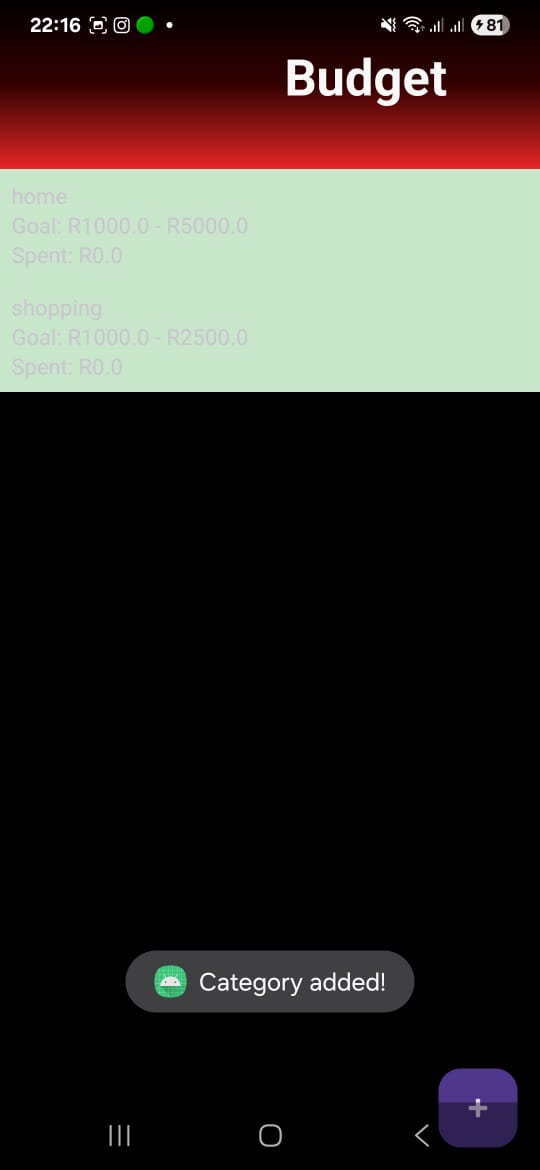 22:16
81
Budget
home
Goal: R1000.0 - R5000.0
Spent: R0.0
shopping
Goal: R1000.0 - R2500.0
Spent: R0.0
Category added!